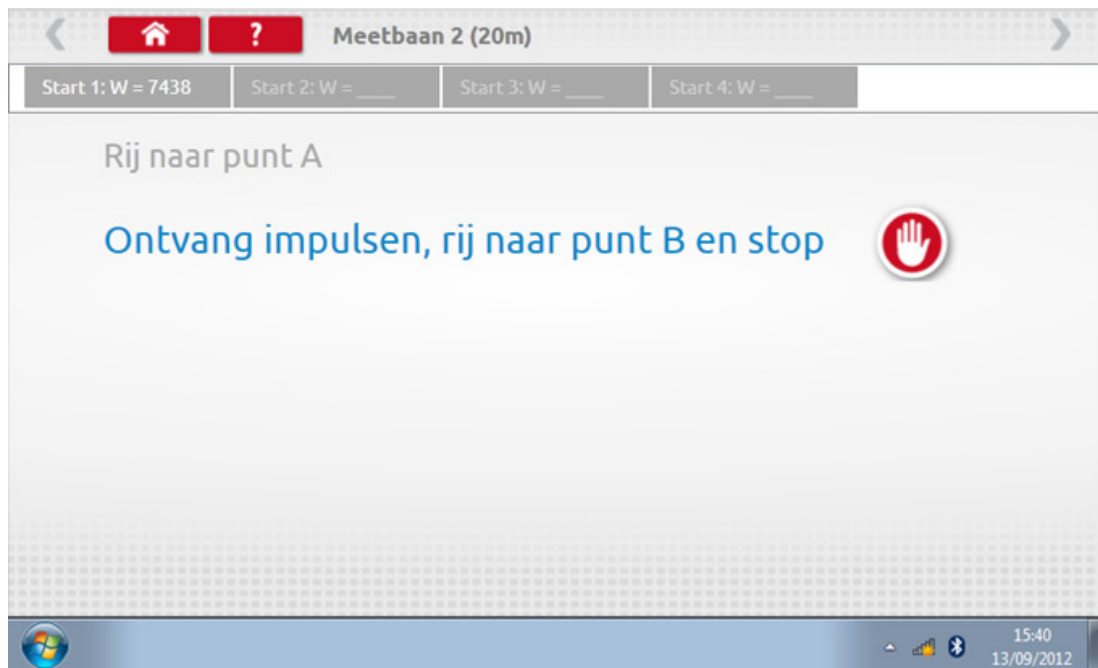 ? Meetbaan 2 (20m)
Start 1: W = 7438 Start 2: W = ____ Start 3: W = ____ Start 4: W = ____
Rij naar punt A
Ontvang impulsen, rij naar punt B en stop
15:40
13/09/2012